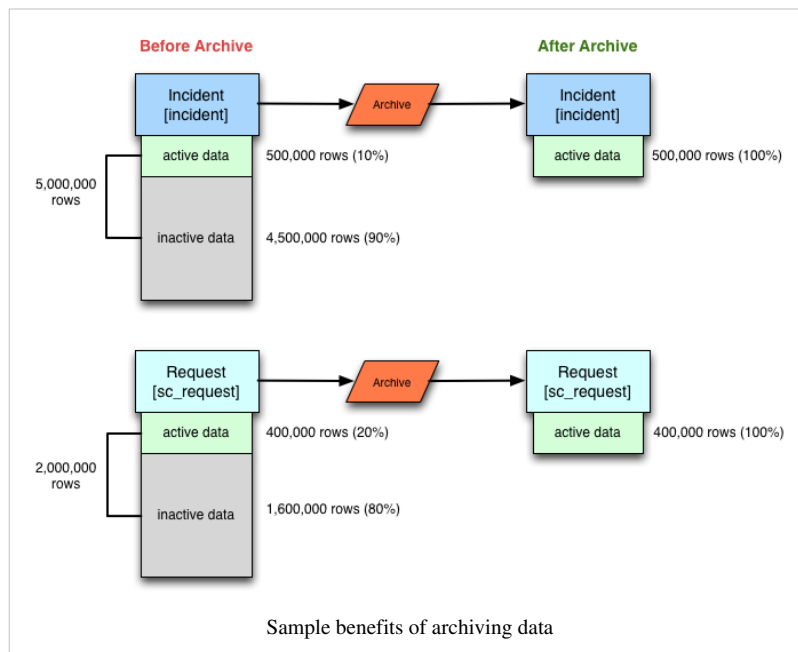 Before Archive
After Archive
Incident
[incident]
Archive
Incident
[incident]
active data
500,000 rows (10%)
active data
500,000 rows (100%)
5,000,000
rows
inactive data
4,500,000 rows (90%)
Request
[sc_request]
Archive
Request
[sc_request]
active data
400,000 rows (20%)
active data
400,000 rows (100%)
2,000,000
rows
inactive data
1,600,000 rows (80%)
Sample benefits of archiving data